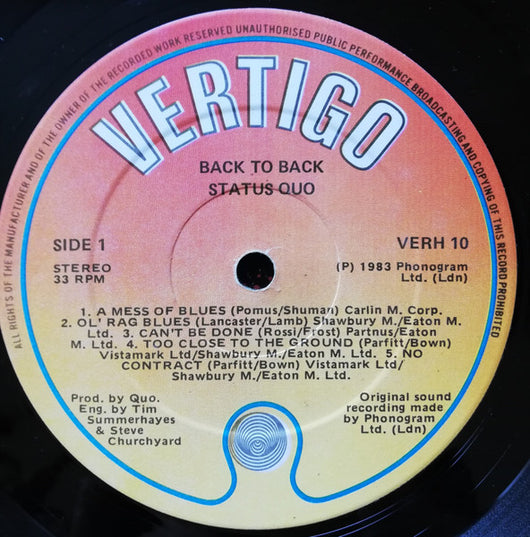 ALL RIGHTS OF THE MANUFACTURER AND OF THE OWNER OF THE RECORDED WORK RESERVED UNAUTHORISED PUBLIC PERFORMANCE BROADCASTING AND COPYING OF THIS RECORD PROHIBITED
VERTIGO
BACK TO BACK
STATUS QUO
SIDE 1
STEREO
33 RPM
VERH 10
(P) 1983 Phonogram
Ltd. (Ldn)
1. A MESS OF BLUES (Pomus/Shuman) Carlin M. Corp.
2. OL' RAG BLUES (Lancaster/Lamb) Shawbury M./Eaton M.
Ltd. 3. CAN'T BE DONE (Rossi/Frost) Partnus/Eaton
M. Ltd. 4. TOO CLOSE TO THE GROUND (Parfitt/Bown)
Vistamark Ltd/Shawbury M./Eaton M. Ltd. 5. NO
CONTRACT (Parfitt/Bown) Vistamark Ltd/
Shawbury M./Eaton M. Ltd.
Prod. by Quo.
Eng. by Tim
Summerhayes
& Steve
Churchyard
Original sound
recording made
by Phonogram
Ltd. (Ldn)